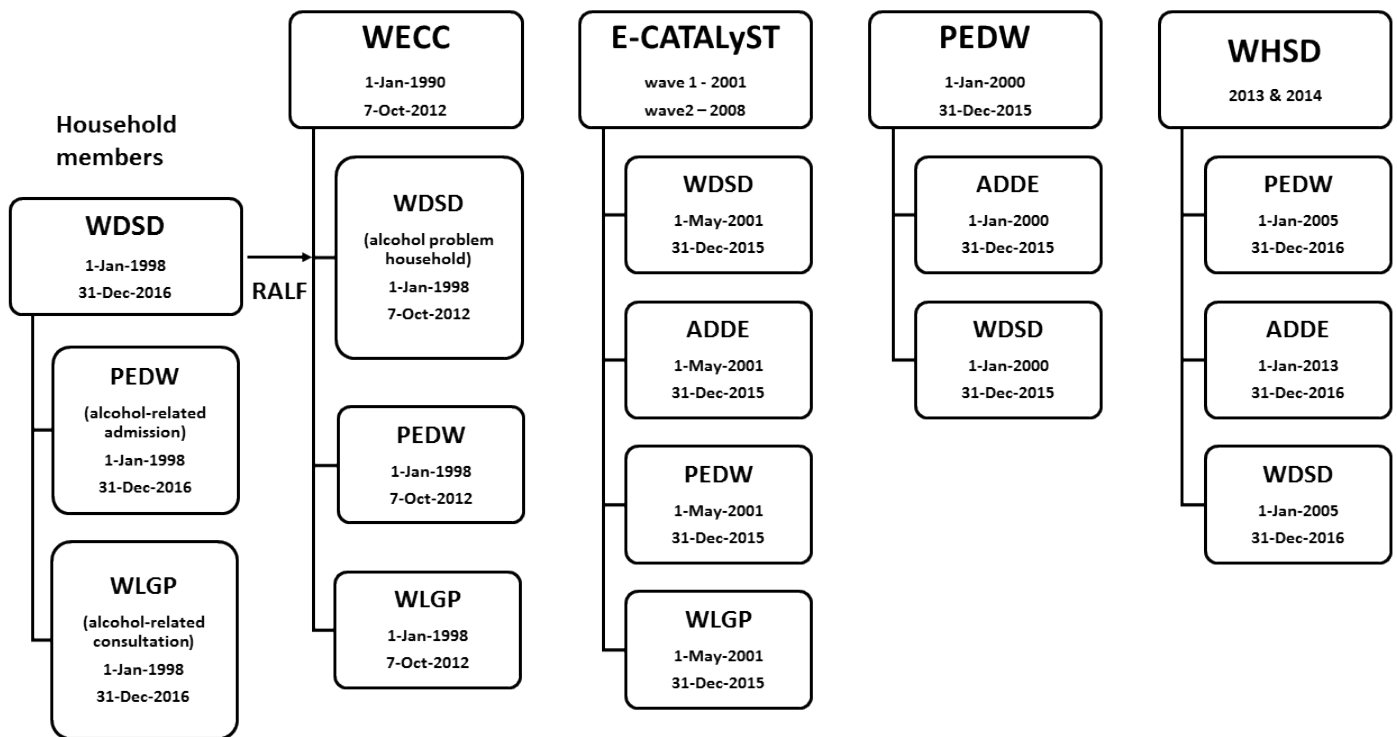 Household
members
WDSD
1-Jan-1998
31-Dec-2016
PEDW
(alcohol-related
admission)
1-Jan-1998
31-Dec-2016
WLGP
(alcohol-related
consultation)
1-Jan-1998
31-Dec-2016
RALF
WECC
1-Jan-1990
7-Oct-2012
WDSD
(alcohol problem
household)
1-Jan-1998
7-Oct-2012
PEDW
1-Jan-1998
7-Oct-2012
WLGP
1-Jan-1998
7-Oct-2012
E-CATALyST
wave 1 - 2001
wave2 – 2008
WDSD
1-May-2001
31-Dec-2015
ADDE
1-May-2001
31-Dec-2015
PEDW
1-May-2001
31-Dec-2015
WLGP
1-May-2001
31-Dec-2015
PEDW
1-Jan-2000
31-Dec-2015
ADDE
1-Jan-2000
31-Dec-2015
WDSD
1-Jan-2000
31-Dec-2015
WHSD
2013 & 2014
PEDW
1-Jan-2005
31-Dec-2016
ADDE
1-Jan-2013
31-Dec-2016
WDSD
1-Jan-2005
31-Dec-2016